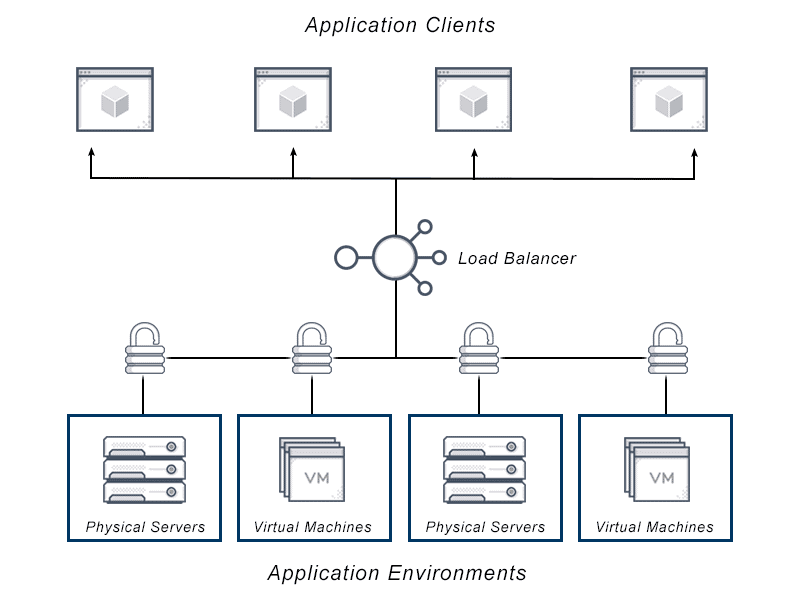 Application Clients
Load Balancer
VM
VM
Physical Servers
Virtual Machines
Physical Servers
Virtual Machines
Application Environments